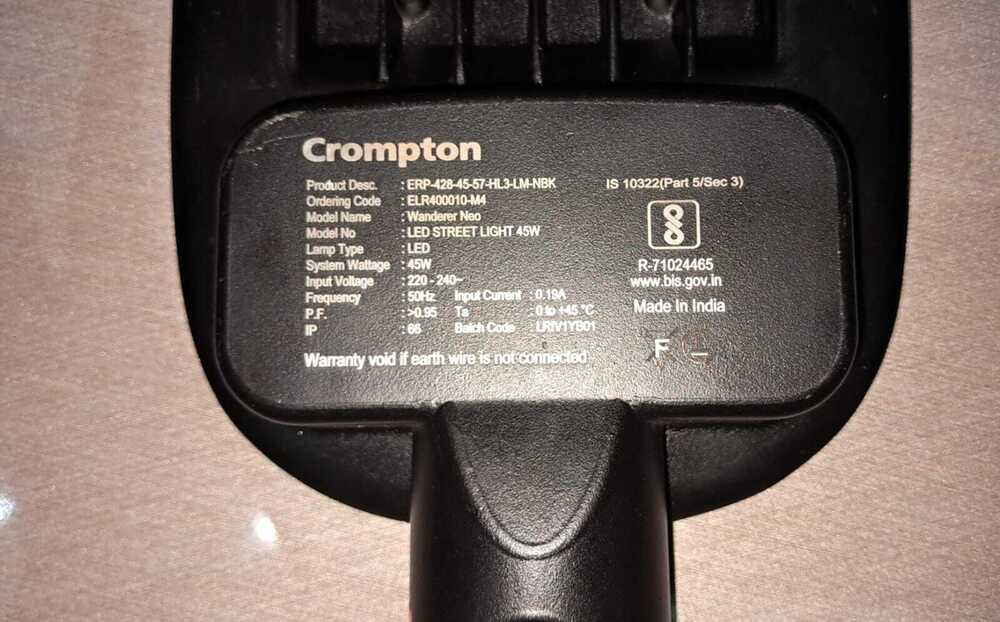 Crompton
Product Desc. : ERP-428-45-57-HL3-LM-NBK
Ordering Code : ELR400010-M4
Model Name : Wanderer Neo
Model No : LED STREET LIGHT 45W
Lamp Type : LED
System Wattage : 45W
Input Voltage : 220 - 240~
Frequency : 50Hz Input Current : 0.19A
P.F. : >0.95 Ta : 0 to +45 °C
IP : 66 Batch Code : LRIV1YB01
Warranty void if earth wire is not connected
IS 10322(Part 5/Sec 3)
R-71024465
www.bis.gov.in
Made In India
F